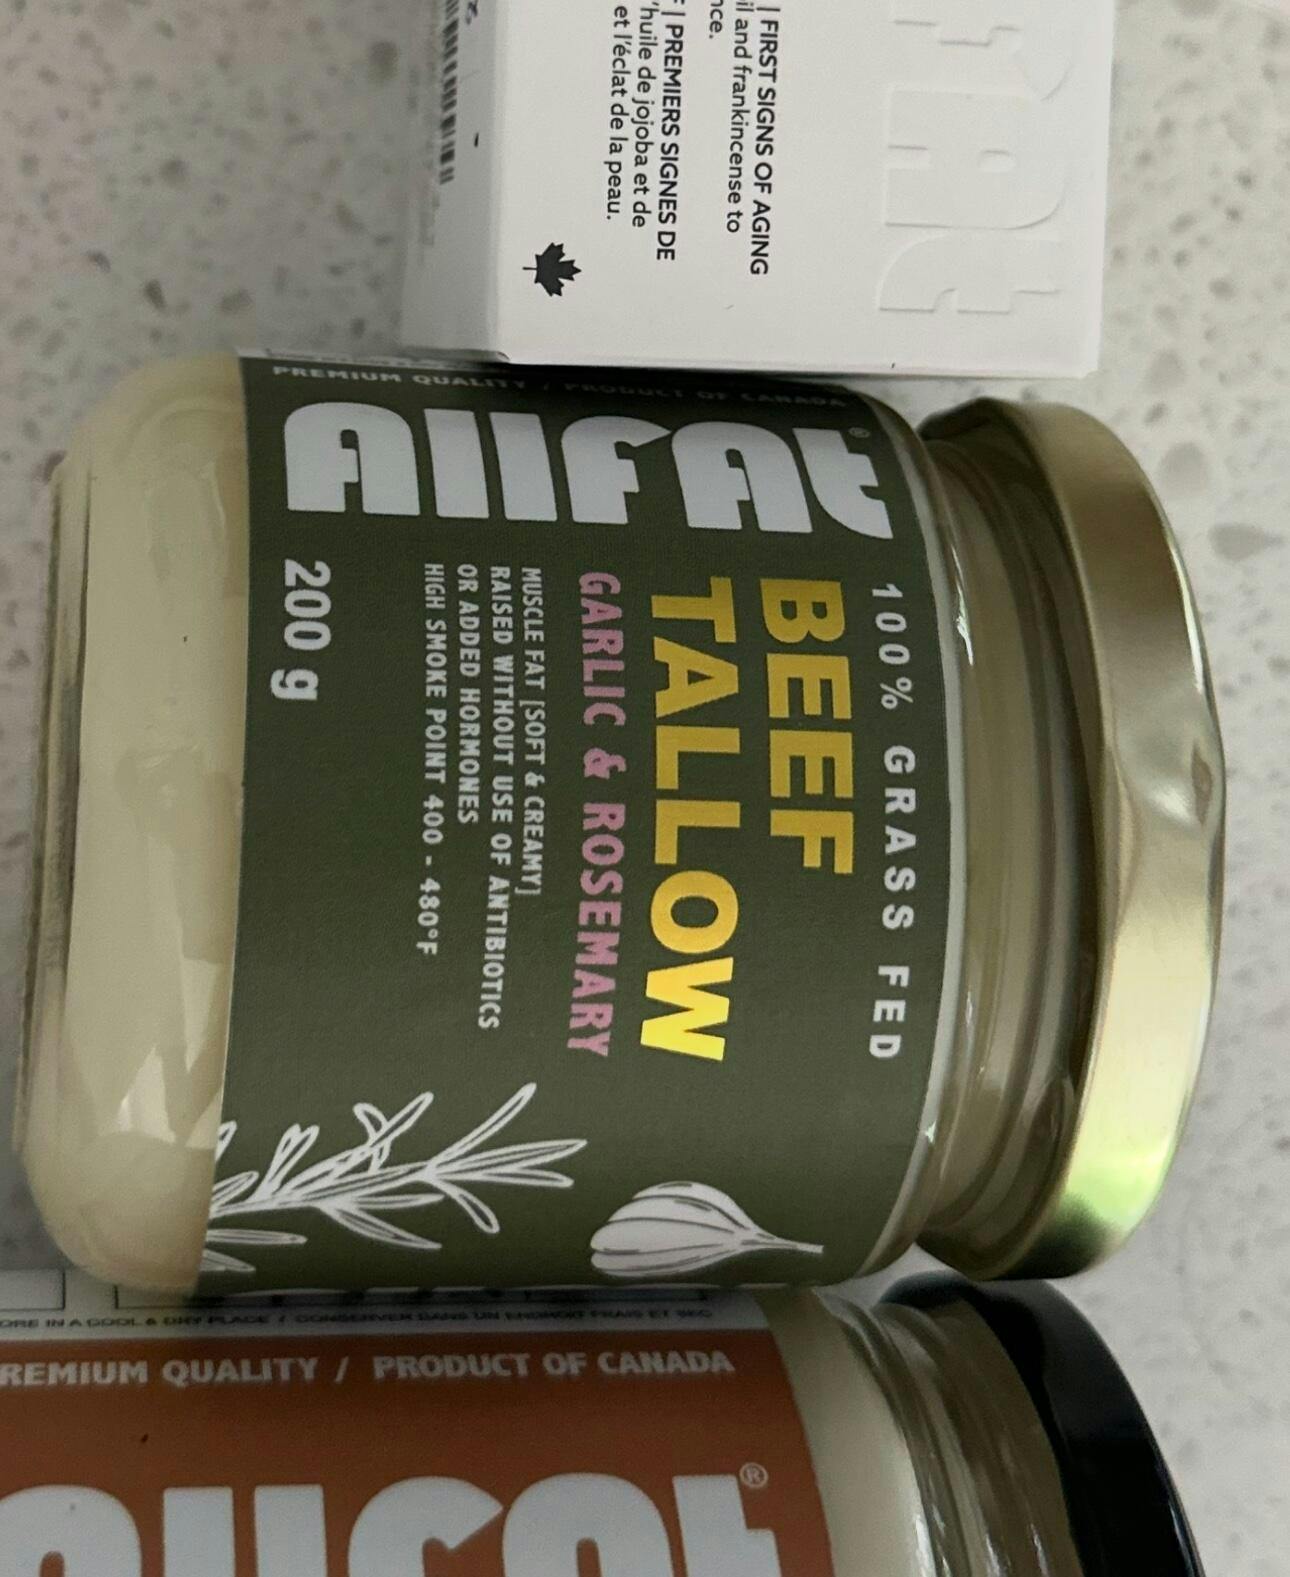 FIRST SIGNS OF AGING
and frankincense to
PREMIERS SIGNES DE
'huile de jojoba et de
et l'éclat de la peau.
fat
PREMIUM QUALITY / PRODUCT OF CANADA
allfat®
100% GRASS FED
BEEF
TALLOW
GARLIC & ROSEMARY
MUSCLE FAT [SOFT & CREAMY]
RAISED WITHOUT USE OF ANTIBIOTICS
OR ADDED HORMONES
HIGH SMOKE POINT 400 - 480°F
200 g
IN A COOL & DRY PLACE / CONSERVER DANS UN ENDROIT FRAIS ET SEC
REMIUM QUALITY / PRODUCT OF CANADA
allfat®